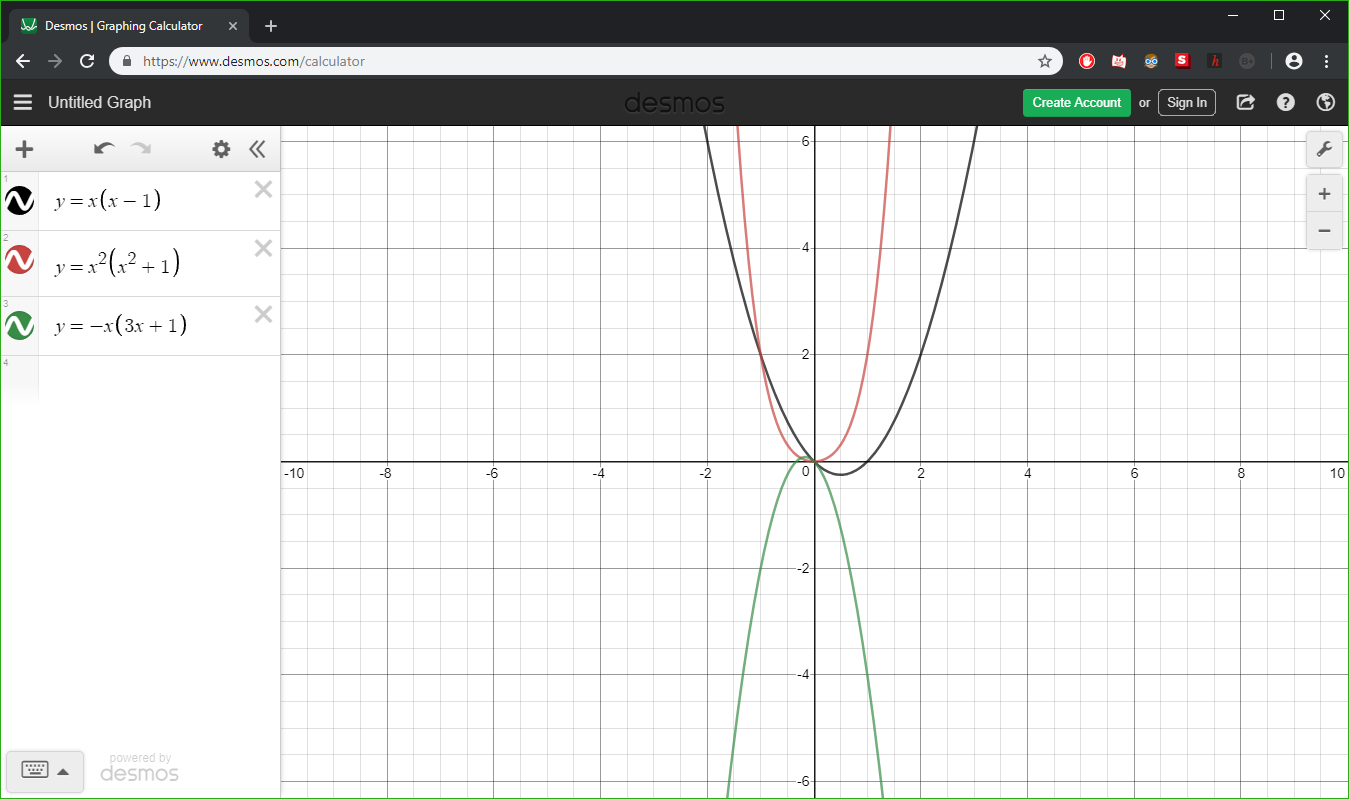 Desmos | Graphing Calculator
https://www.desmos.com/calculator
Untitled Graph
desmos
Create Account or Sign In
1
y = x(x − 1)
2
y = x²(x² + 1)
3
y = −x(3x + 1)
4
6
4
2
-10 -8 -6 -4 -2 0 2 4 6 8 10
-2
-4
-6
powered by
desmos